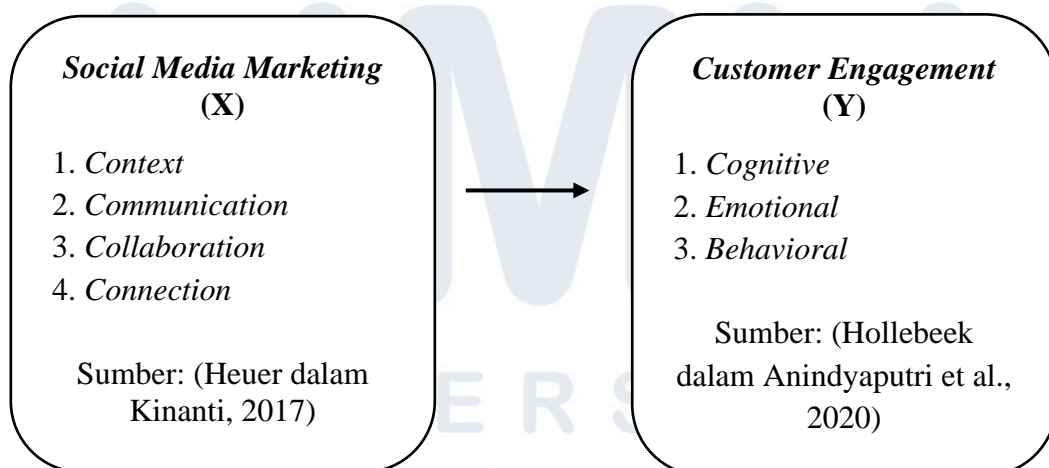 Social Media Marketing
(X)
1. Context
2. Communication
3. Collaboration
4. Connection
Sumber: (Heuer dalam
Kinanti, 2017)
Customer Engagement
(Y)
1. Cognitive
2. Emotional
3. Behavioral
Sumber: (Hollebeek
dalam Anindyaputri et al.,
2020)
E R S